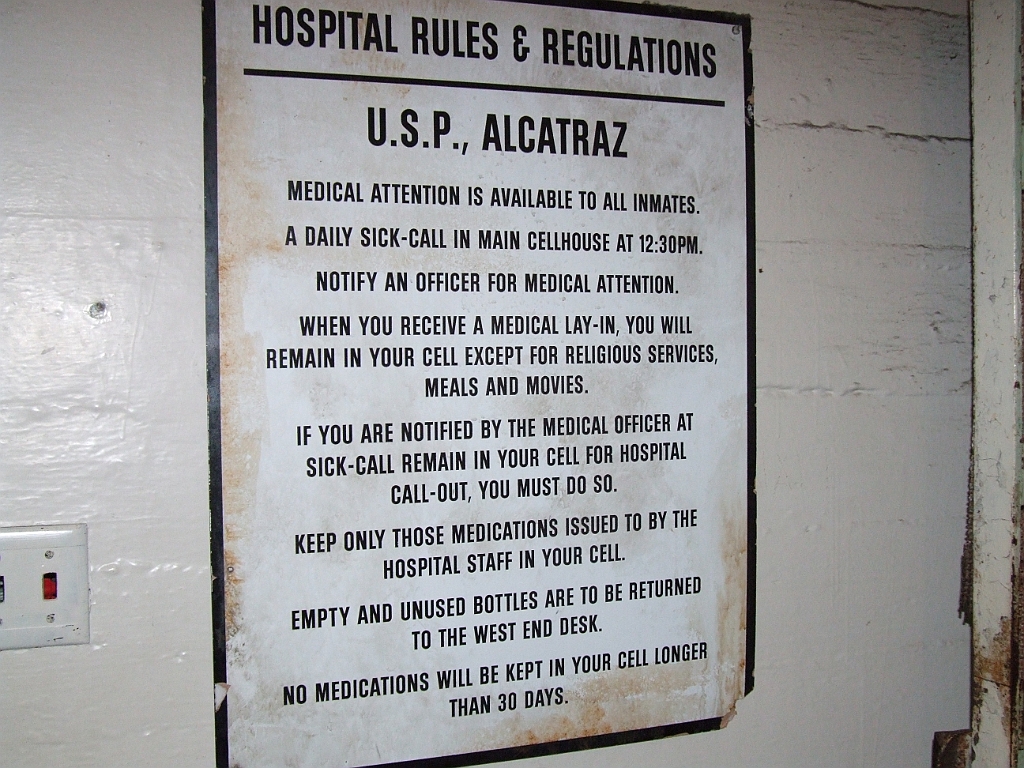 HOSPITAL RULES & REGULATIONS
U.S.P., ALCATRAZ
MEDICAL ATTENTION IS AVAILABLE TO ALL INMATES.
A DAILY SICK-CALL IN MAIN CELLHOUSE AT 12:30PM.
NOTIFY AN OFFICER FOR MEDICAL ATTENTION.
WHEN YOU RECEIVE A MEDICAL LAY-IN, YOU WILL
REMAIN IN YOUR CELL EXCEPT FOR RELIGIOUS SERVICES,
MEALS AND MOVIES.
IF YOU ARE NOTIFIED BY THE MEDICAL OFFICER AT
SICK-CALL REMAIN IN YOUR CELL FOR HOSPITAL
CALL-OUT, YOU MUST DO SO.
KEEP ONLY THOSE MEDICATIONS ISSUED TO BY THE
HOSPITAL STAFF IN YOUR CELL.
EMPTY AND UNUSED BOTTLES ARE TO BE RETURNED
TO THE WEST END DESK.
NO MEDICATIONS WILL BE KEPT IN YOUR CELL LONGER
THAN 30 DAYS.